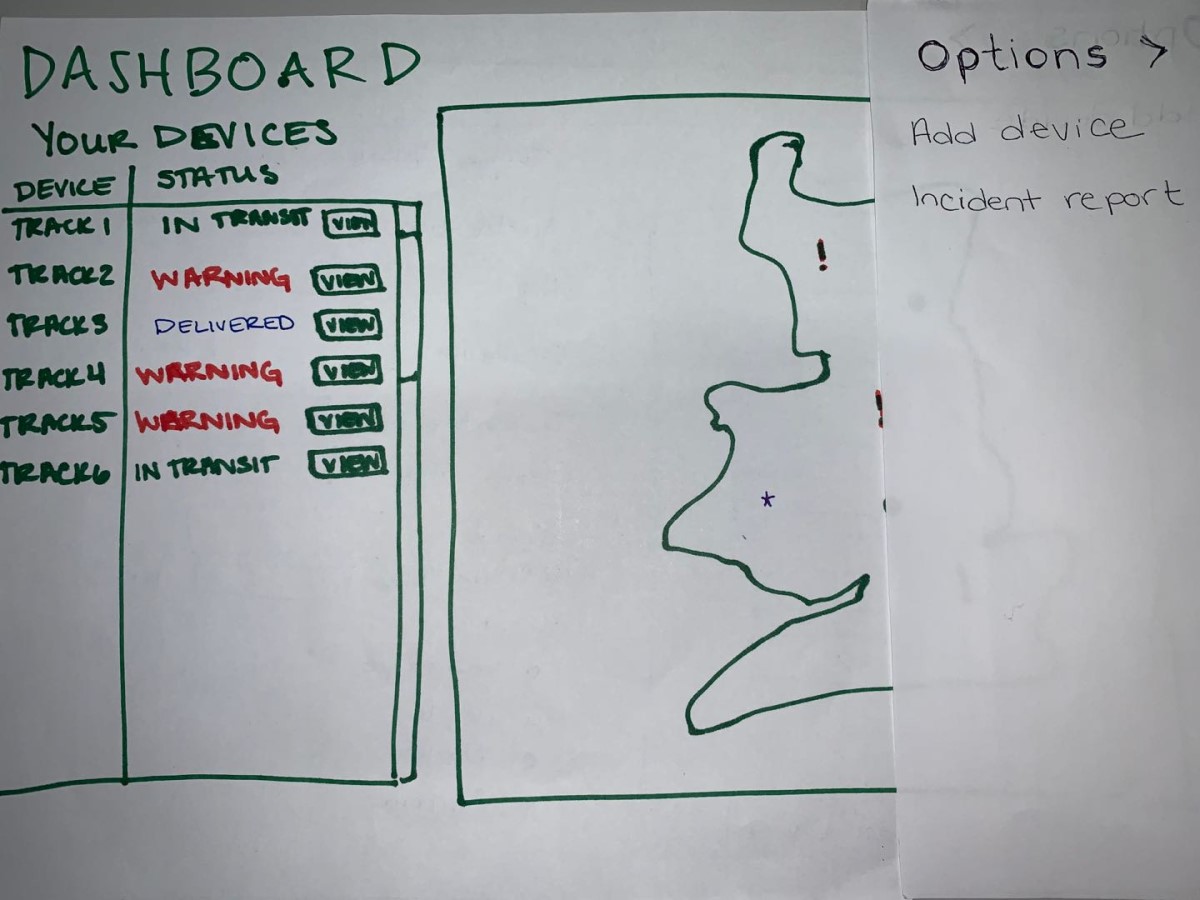 DASHBOARD
YOUR DEVICES
DEVICE STATUS
TRACK1 IN TRANSIT VIEW
TRACK2 WARNING VIEW
TRACK3 DELIVERED VIEW
TRACK4 WARNING VIEW
TRACK5 WARNING VIEW
TRACK6 IN TRANSIT VIEW
!
!
*
Options >
Add device
Incident report